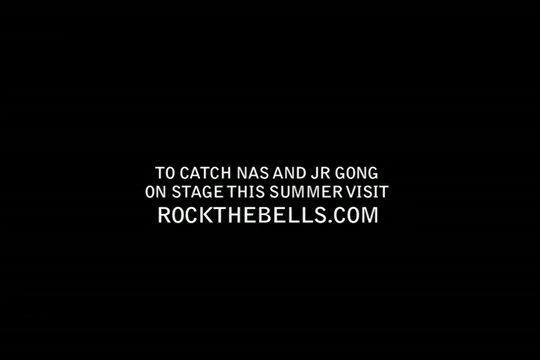 TO CATCH NAS AND JR GONG
ON STAGE THIS SUMMER VISIT
ROCKTHEBELLS.COM